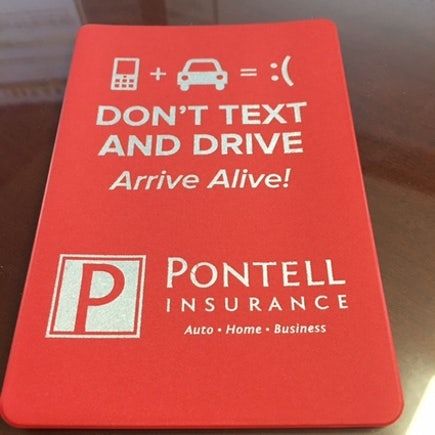 + = :(
DON'T TEXT
AND DRIVE
Arrive Alive!
P
PONTELL
INSURANCE
Auto • Home • Business